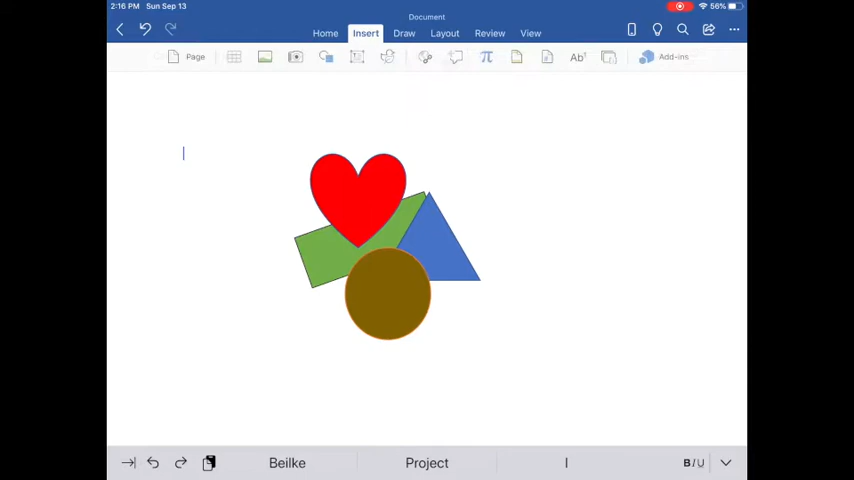 2:16 PM Sun Sep 13
56%
Document
Home Insert Draw Layout Review View
Page
Add-ins
Beilke Project I
B I U